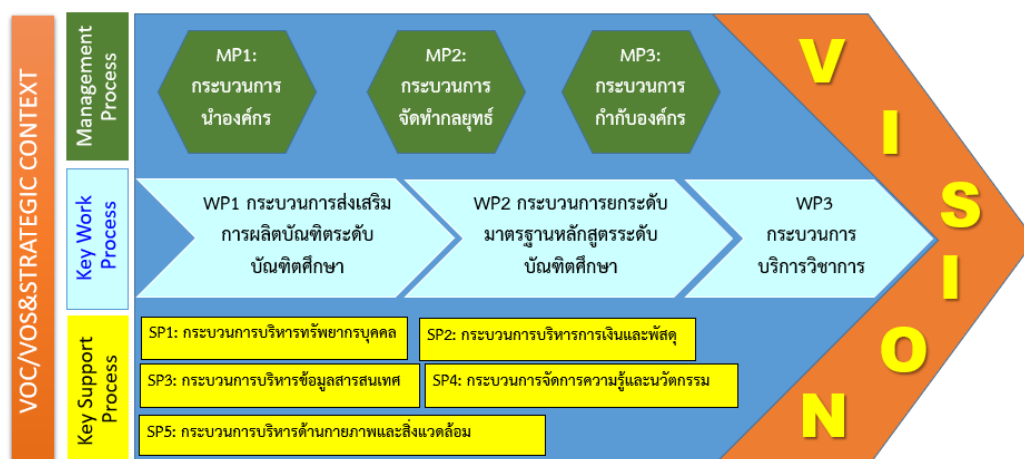 VOC/VOS&STRATEGIC CONTEXT
Management
Process
MP1:
กระบวนการ
นำองค์กร
MP2:
กระบวนการ
จัดทำกลยุทธ์
MP3:
กระบวนการ
กำกับองค์กร
Key Work
Process
WP1 กระบวนการส่งเสริม
การผลิตบัณฑิตระดับ
บัณฑิตศึกษา
WP2 กระบวนการยกระดับ
มาตรฐานหลักสูตรระดับ
บัณฑิตศึกษา
WP3
กระบวนการ
บริการวิชาการ
Key Support
Process
SP1: กระบวนการบริหารทรัพยากรบุคคล
SP2: กระบวนการบริหารการเงินและพัสดุ
SP3: กระบวนการบริหารข้อมูลสารสนเทศ
SP4: กระบวนการจัดการความรู้และนวัตกรรม
SP5: กระบวนการบริหารด้านกายภาพและสิ่งแวดล้อม
VISION